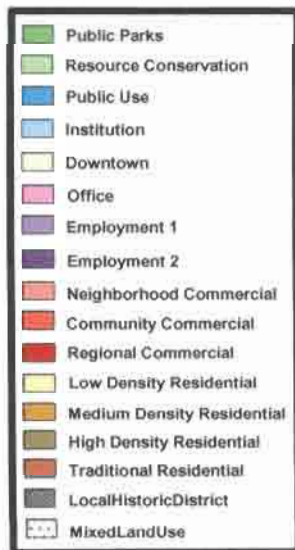 Public Parks
Resource Conservation
Public Use
Institution
Downtown
Office
Employment 1
Employment 2
Neighborhood Commercial
Community Commercial
Regional Commercial
Low Density Residential
Medium Density Residential
High Density Residential
Traditional Residential
LocalHistoricDistrict
MixedLandUse